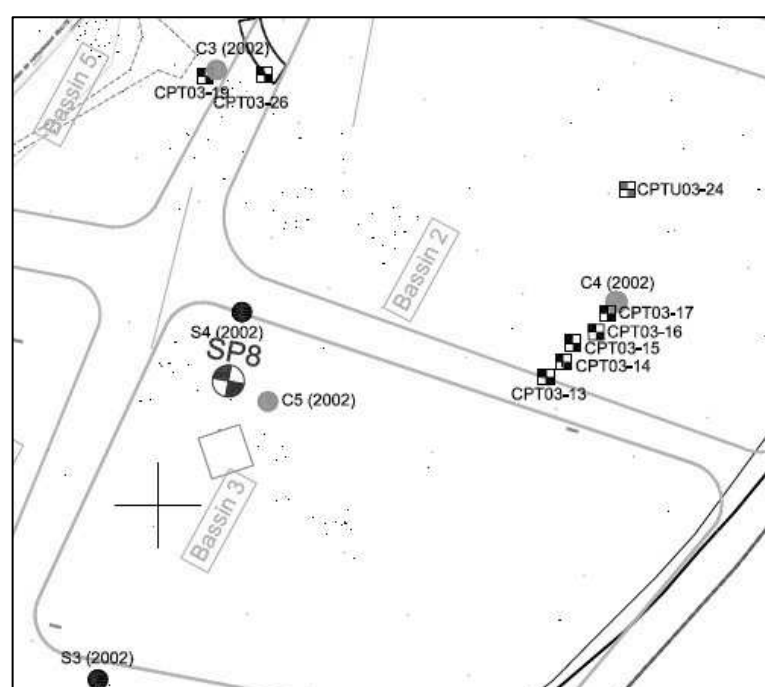 C3 (2002)
Bassin 5
CPT03-19
CPT03-26
CPTU03-24
Bassin 2
C4 (2002)
CPT03-17
S4 (2002)
CPT03-16
CPT03-15
SP8
CPT03-14
CPT03-13
C5 (2002)
Bassin 3
S3 (2002)